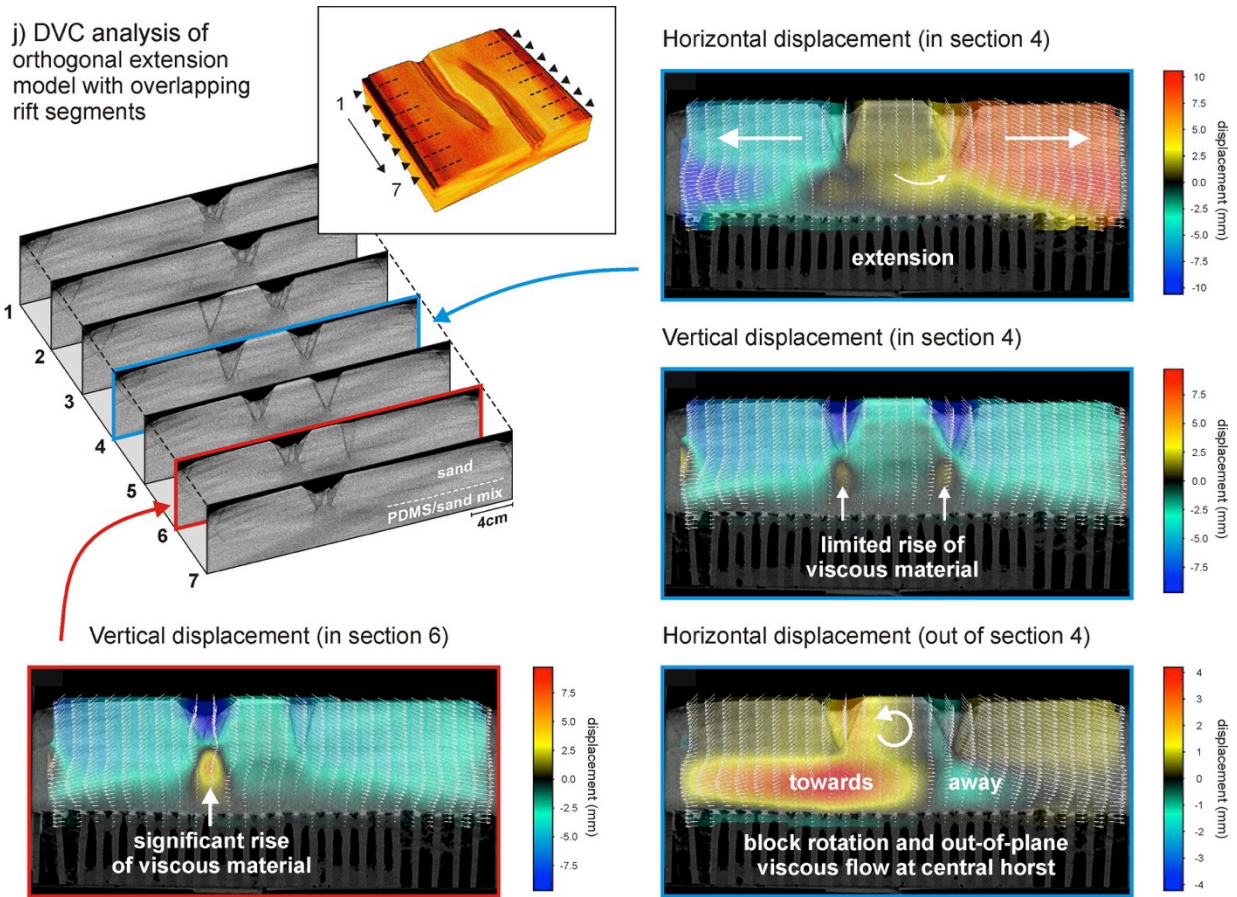 j) DVC analysis of
orthogonal extension
model with overlapping
rift segments
1
7
1
2
3
4
5
6
7
sand
PDMS/sand mix
4cm
Horizontal displacement (in section 4)
extension
10
7.5
5.0
2.5
0.0
-2.5
-5.0
-7.5
-10
displacement (mm)
Vertical displacement (in section 4)
limited rise of
viscous material
7.5
5.0
2.5
0.0
-2.5
-5.0
-7.5
displacement (mm)
Vertical displacement (in section 6)
significant rise
of viscous material
7.5
5.0
2.5
0.0
-2.5
-5.0
-7.5
displacement (mm)
Horizontal displacement (out of section 4)
towards
away
block rotation and out-of-plane
viscous flow at central horst
4
3
2
1
0
-1
-2
-3
-4
displacement (mm)